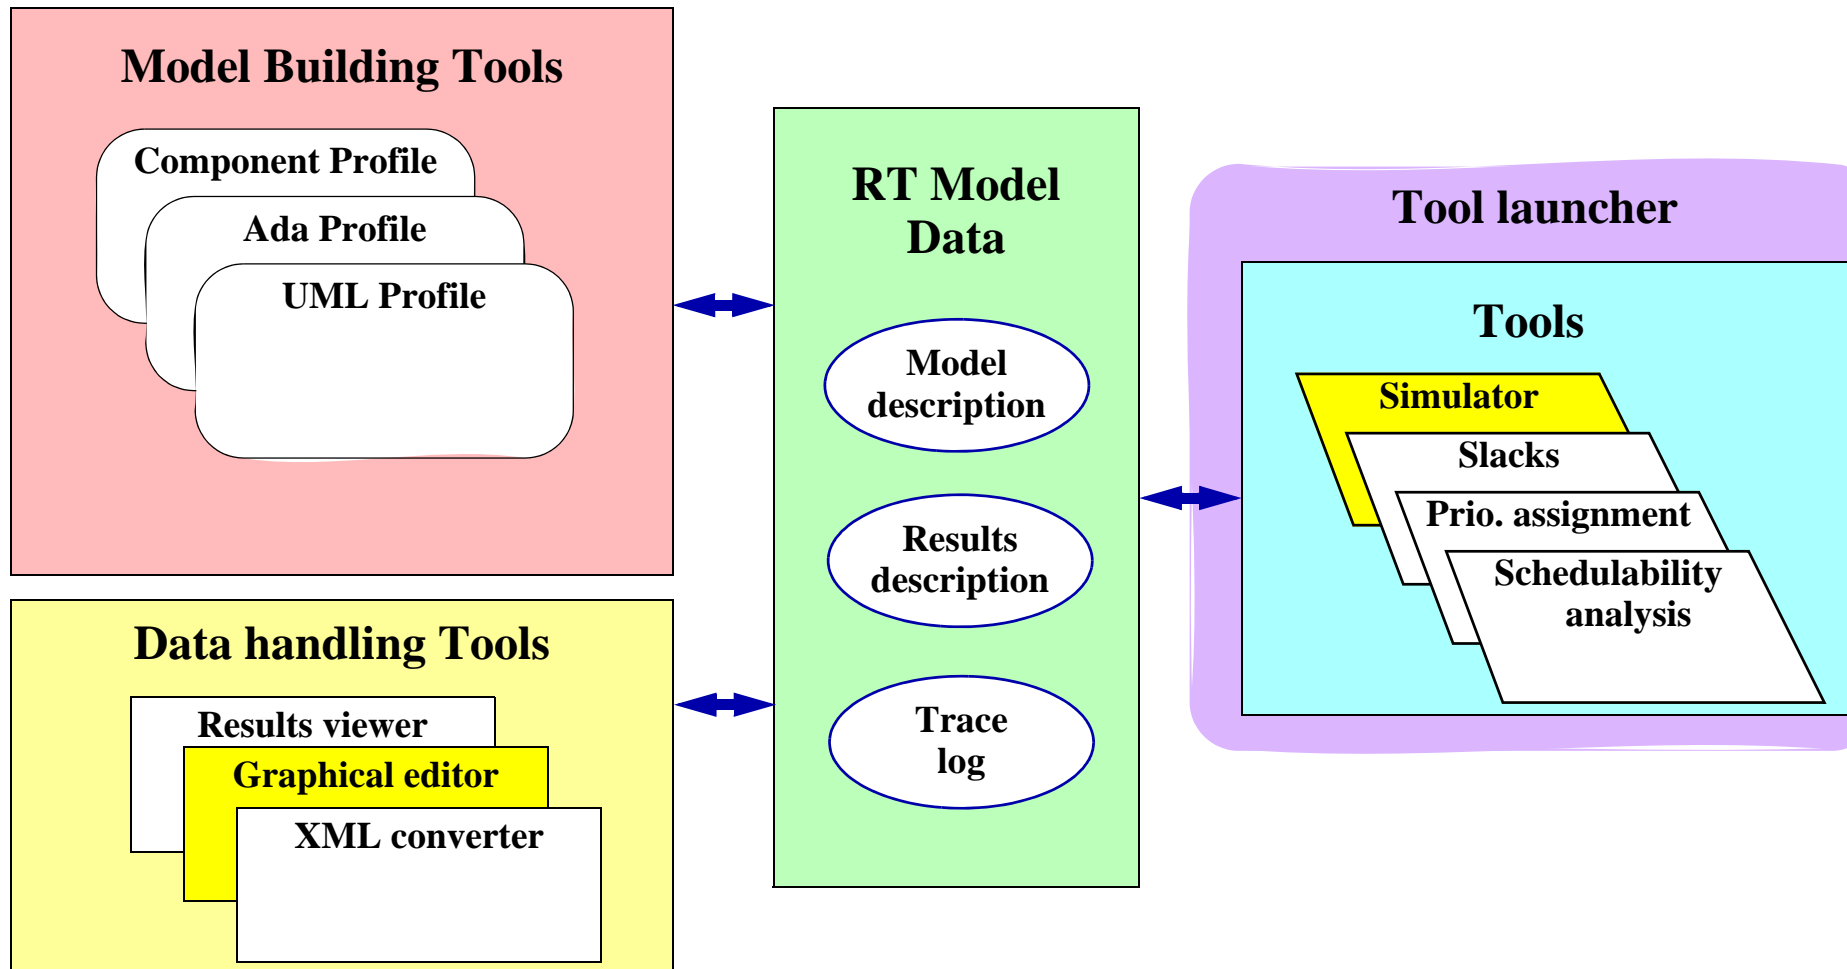 Model Building Tools
Component Profile
Ada Profile
UML Profile
Data handling Tools
Results viewer
Graphical editor
XML converter
RT Model
Data
Model
description
Results
description
Trace
log
Tool launcher
Tools
Simulator
Slacks
Prio. assignment
Schedulability
analysis